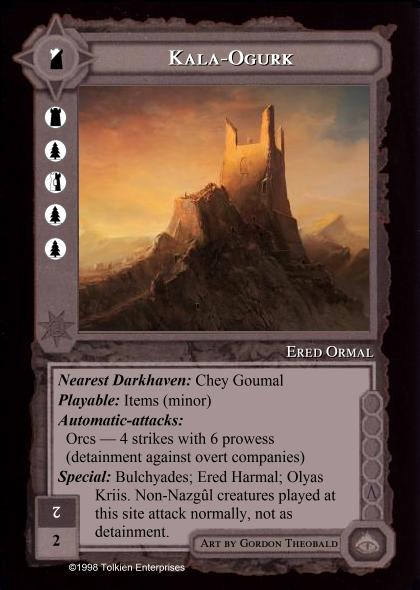 Kala-Ogurk
Ered Ormal
Nearest Darkhaven: Chey Goumal
Playable: Items (minor)
Automatic-attacks:
Orcs — 4 strikes with 6 prowess
(detainment against overt companies)
Special: Bulchyades; Ered Harmal; Olyas
Kriis. Non-Nazgûl creatures played at
this site attack normally, not as
detainment.
2
Art by Gordon Theobald
©1998 Tolkien Enterprises